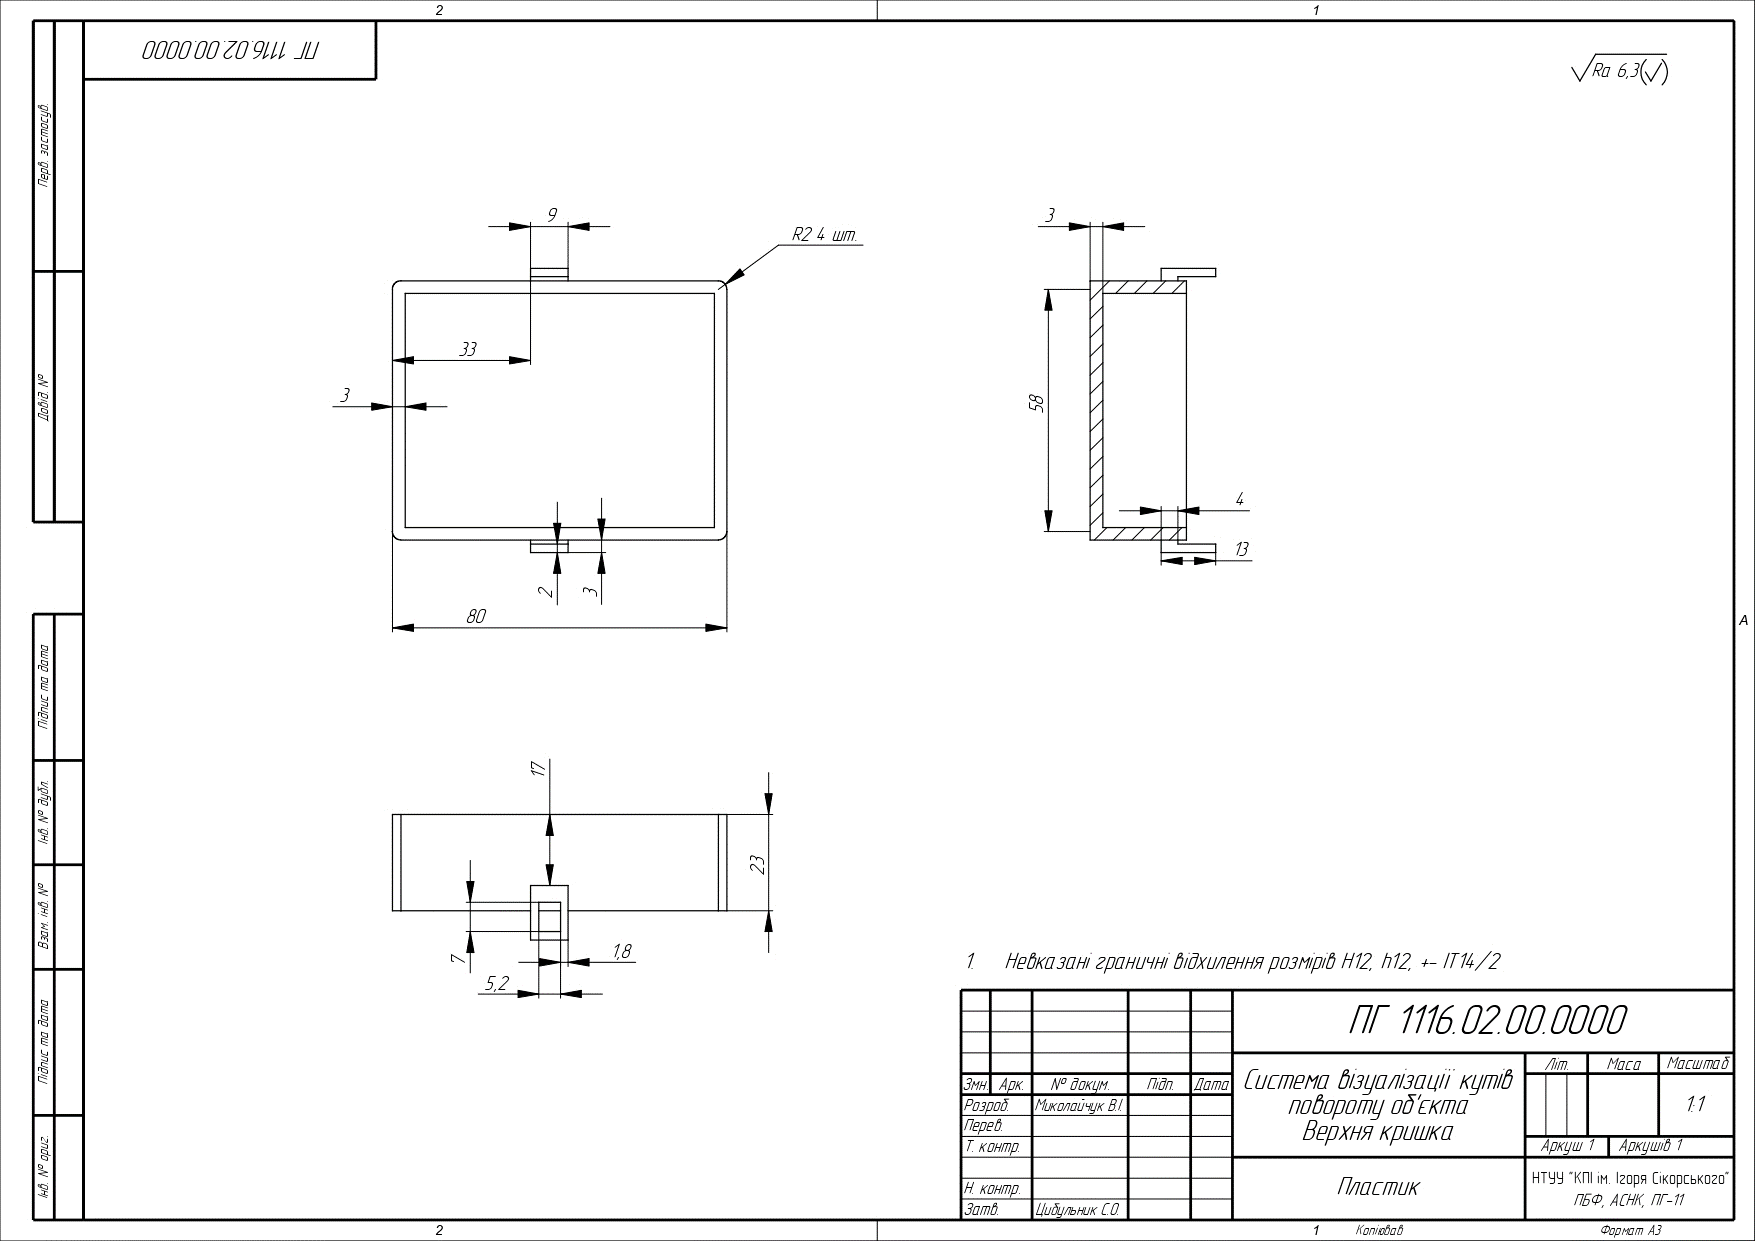 2
1
ПГ 1116.02.00.0000
Ra 6,3(√)
Перв. застосув.
Довід. №
Підпис та дата
Інв. № дубл.
Взам. інв. №
Підпис та дата
Інв. № ориг.
9
R2 4 шт.
33
3
2
3
80
3
58
4
13
A
17
23
7
5,2
1,8
1. Невказані граничні відхилення розмірів H12, h12, +- IT14/2
ПГ 1116.02.00.0000
Змн. Арк. № докум. Підп. Дата
Розроб. Миколайчук В.І.
Перев.
Т. контр.
Н. контр.
Затв. Цибульник С.О.
Система візуалізації кутів
повороту об'єкта
Верхня кришка
Пластик
Літ. Маса Масштаб
1:1
Аркуш 1 Аркушів 1
НТУУ "КПІ ім. Ігоря Сікорського"
ПБФ, АСНК, ПГ-11
2
1
Копіював
Формат А3